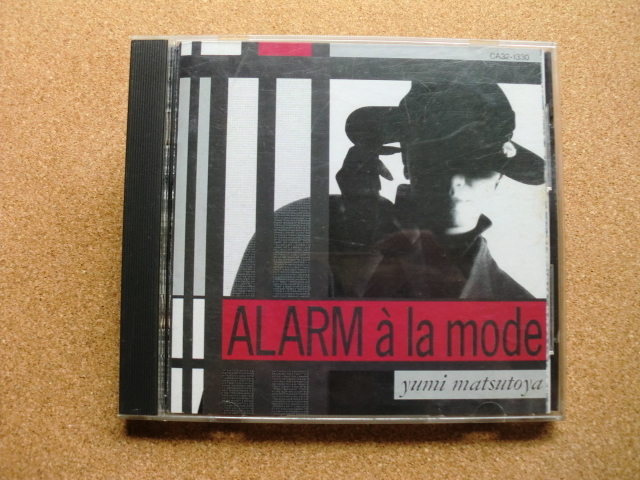 CA32-1330
ALARM à la mode
yumi matsutoya